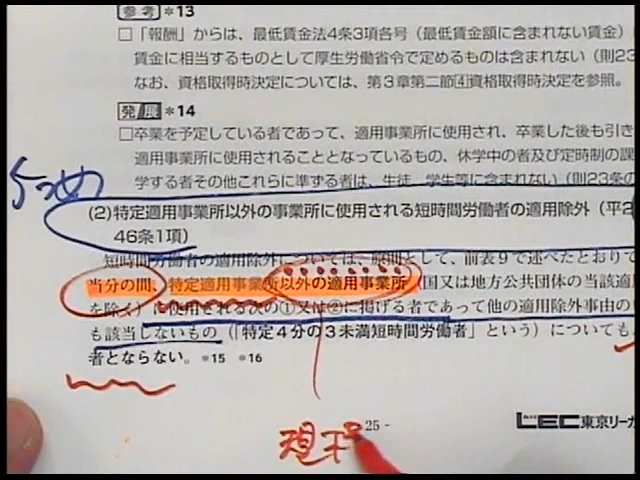 参考 *13
□「報酬」からは、最低賃金法4条3項各号(最低賃金額に含まれない賃金)
賃金に相当するものとして厚生労働省令で定めるものは含まれない(則23
なお、資格取得時決定については、第3章第二節[4]資格取得時決定を参照。
発展 *14
□卒業を予定している者であって、適用事業所に使用され、卒業した後も引き
適用事業所に使用されることとなっているもの、休学中の者及び定時制の課
学する者その他これらに準ずる者は、生徒、学生等に含まれない(則23条の
5つめ
(2)特定適用事業所以外の事業所に使用される短時間労働者の適用除外(平2
46条1項)
短時間労働者の適用除外については、原則として、前表9で述べたとおりで
当分の間、特定適用事業所以外の適用事業所(国又は地方公共団体の当該適
を除く)に使用される次の①又は②に掲げる者であって他の適用除外事由の
も該当しないもの(「特定4分の3未満短時間労働者」という)についても
者とならない。*15 *16
25 -
現
LEC東京リーガ